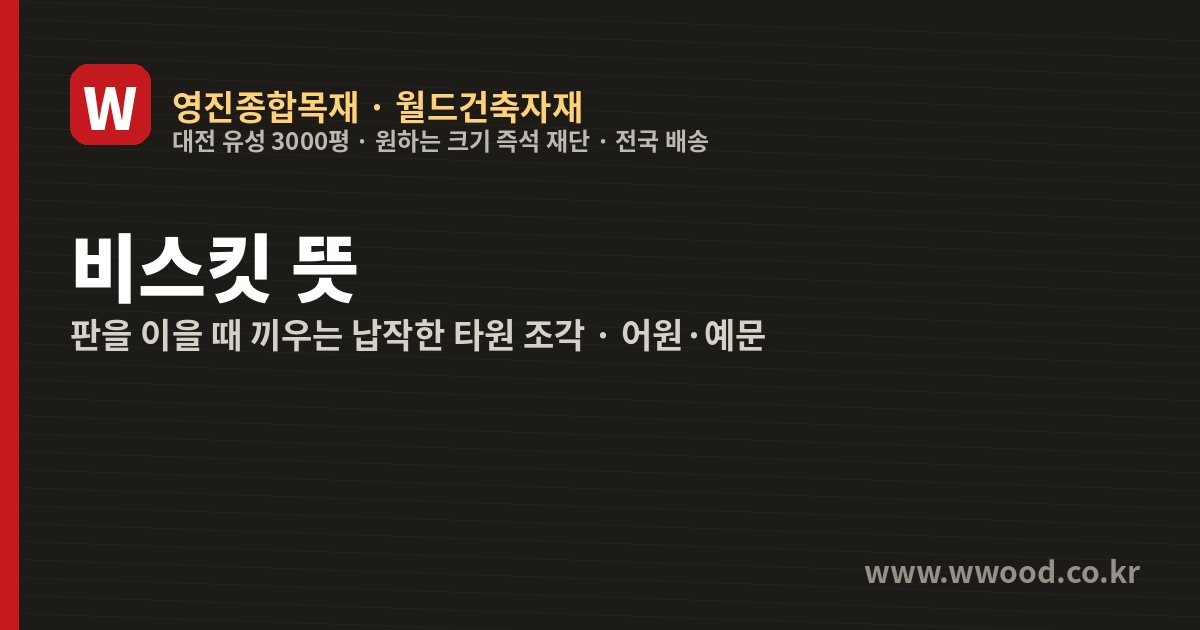 W
영진종합목재 · 월드건축자재
대전 유성 3000평 · 원하는 크기 즉석 재단 · 전국 배송
비스킷 뜻
판을 이을 때 끼우는 납작한 타원 조각 · 어원·예문
www.wwood.co.kr